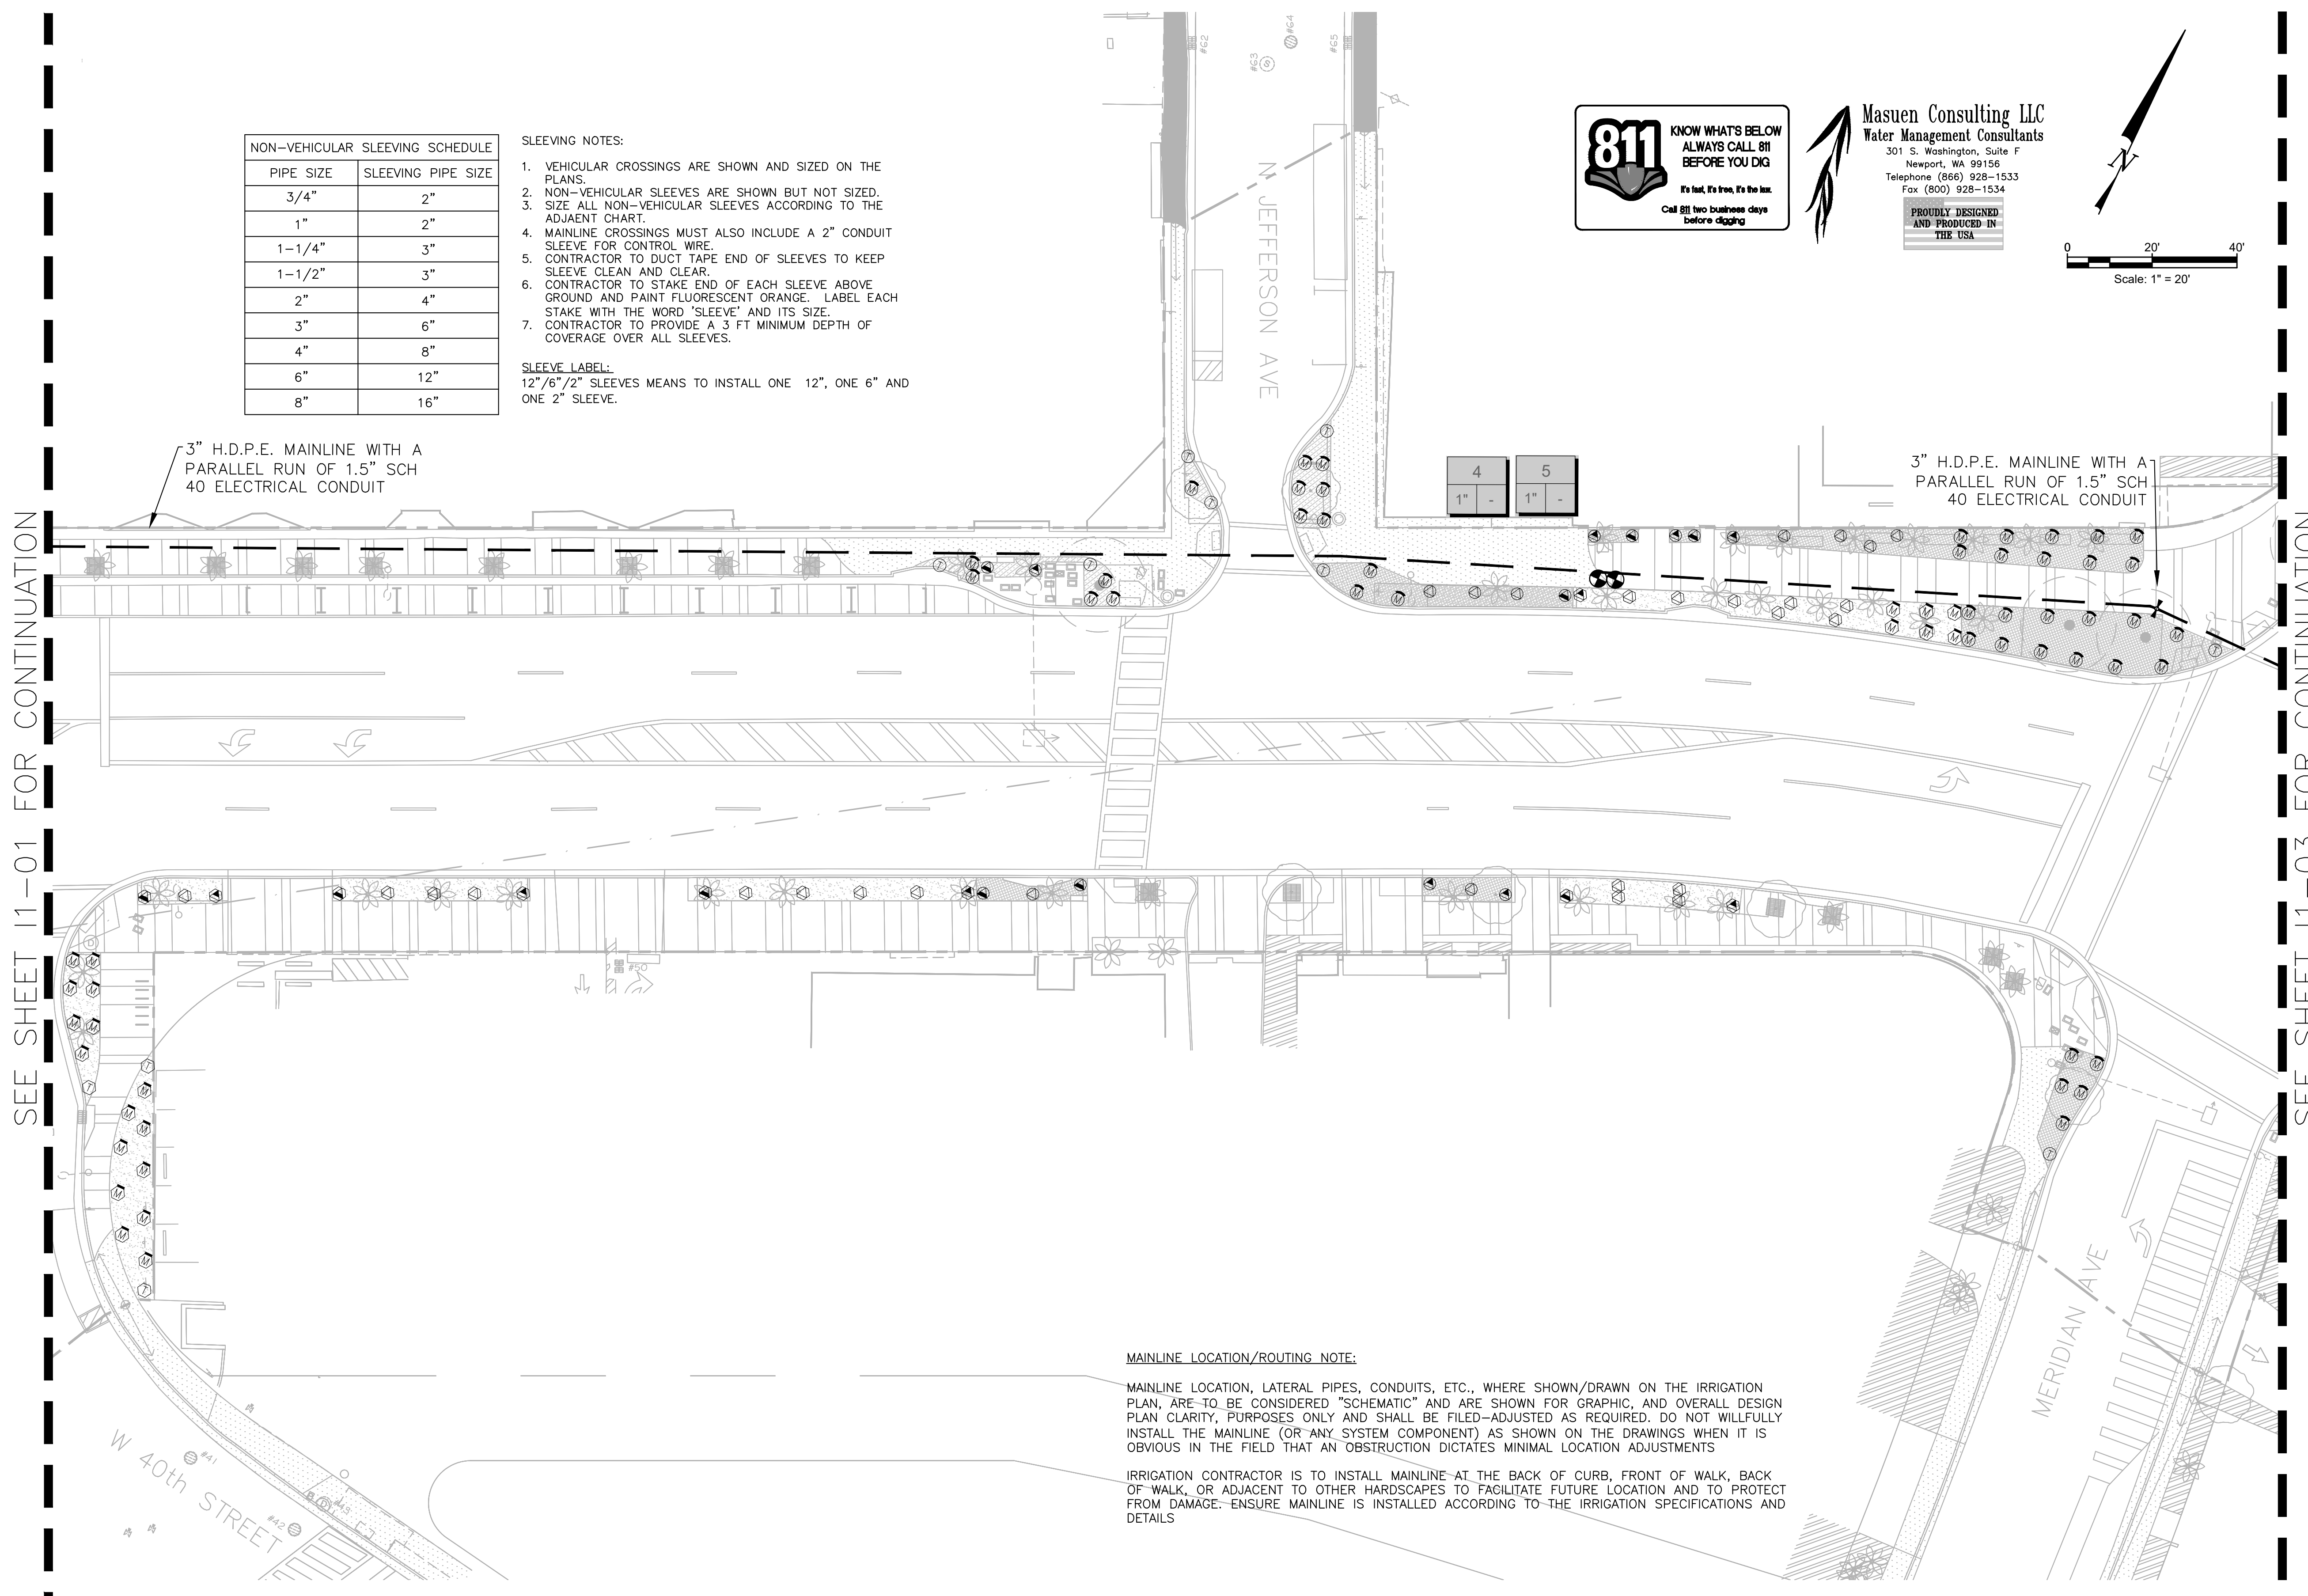 NON-VEHICULAR SLEEVING SCHEDULE
PIPE SIZE SLEEVING PIPE SIZE
3/4" 2"
1" 2"
1-1/4" 3"
1-1/2" 3"
2" 4"
3" 6"
4" 8"
6" 12"
8" 16"
SLEEVING NOTES:
1. VEHICULAR CROSSINGS ARE SHOWN AND SIZED ON THE
PLANS.
2. NON-VEHICULAR SLEEVES ARE SHOWN BUT NOT SIZED.
3. SIZE ALL NON-VEHICULAR SLEEVES ACCORDING TO THE
ADJAENT CHART.
4. MAINLINE CROSSINGS MUST ALSO INCLUDE A 2" CONDUIT
SLEEVE FOR CONTROL WIRE.
5. CONTRACTOR TO DUCT TAPE END OF SLEEVES TO KEEP
SLEEVE CLEAN AND CLEAR.
6. CONTRACTOR TO STAKE END OF EACH SLEEVE ABOVE
GROUND AND PAINT FLUORESCENT ORANGE. LABEL EACH
STAKE WITH THE WORD 'SLEEVE' AND ITS SIZE.
7. CONTRACTOR TO PROVIDE A 3 FT MINIMUM DEPTH OF
COVERAGE OVER ALL SLEEVES.
SLEEVE LABEL:
12"/6"/2" SLEEVES MEANS TO INSTALL ONE 12", ONE 6" AND
ONE 2" SLEEVE.
#62
#63
S
#64
#65
N JEFFERSON AVE
811
KNOW WHAT'S BELOW
ALWAYS CALL 811
BEFORE YOU DIG
It's fast, it's free, it's the law.
Call 811 two business days
before digging
Masuen Consulting LLC
Water Management Consultants
301 S. Washington, Suite F
Newport, WA 99156
Telephone (866) 928-1533
Fax (800) 928-1534
PROUDLY DESIGNED
AND PRODUCED IN
THE USA
N
0 20' 40'
Scale: 1" = 20'
3" H.D.P.E. MAINLINE WITH A
PARALLEL RUN OF 1.5" SCH
40 ELECTRICAL CONDUIT
4
1" -
5
1" -
3" H.D.P.E. MAINLINE WITH A
PARALLEL RUN OF 1.5" SCH
40 ELECTRICAL CONDUIT
SEE SHEET I1-01 FOR CONTINUATION
SEE SHEET I1-03 FOR CONTINUATION
#50
MERIDIAN AVE
W 40th STREET
#41
#42
#43
MAINLINE LOCATION/ROUTING NOTE:
MAINLINE LOCATION, LATERAL PIPES, CONDUITS, ETC., WHERE SHOWN/DRAWN ON THE IRRIGATION
PLAN, ARE TO BE CONSIDERED "SCHEMATIC" AND ARE SHOWN FOR GRAPHIC, AND OVERALL DESIGN
PLAN CLARITY, PURPOSES ONLY AND SHALL BE FILED-ADJUSTED AS REQUIRED. DO NOT WILLFULLY
INSTALL THE MAINLINE (OR ANY SYSTEM COMPONENT) AS SHOWN ON THE DRAWINGS WHEN IT IS
OBVIOUS IN THE FIELD THAT AN OBSTRUCTION DICTATES MINIMAL LOCATION ADJUSTMENTS
IRRIGATION CONTRACTOR IS TO INSTALL MAINLINE AT THE BACK OF CURB, FRONT OF WALK, BACK
OF WALK, OR ADJACENT TO OTHER HARDSCAPES TO FACILITATE FUTURE LOCATION AND TO PROTECT
FROM DAMAGE. ENSURE MAINLINE IS INSTALLED ACCORDING TO THE IRRIGATION SPECIFICATIONS AND
DETAILS